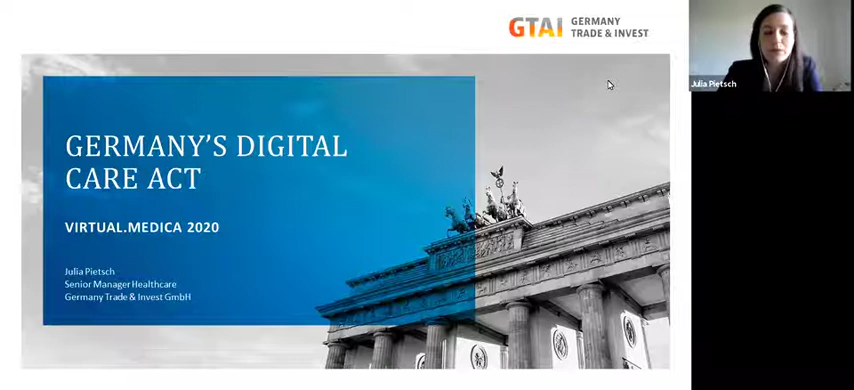 GTAI GERMANY
TRADE & INVEST
Julia Pietsch
GERMANY'S DIGITAL
CARE ACT
VIRTUAL.MEDICA 2020
Julia Pietsch
Senior Manager Healthcare
Germany Trade & Invest GmbH